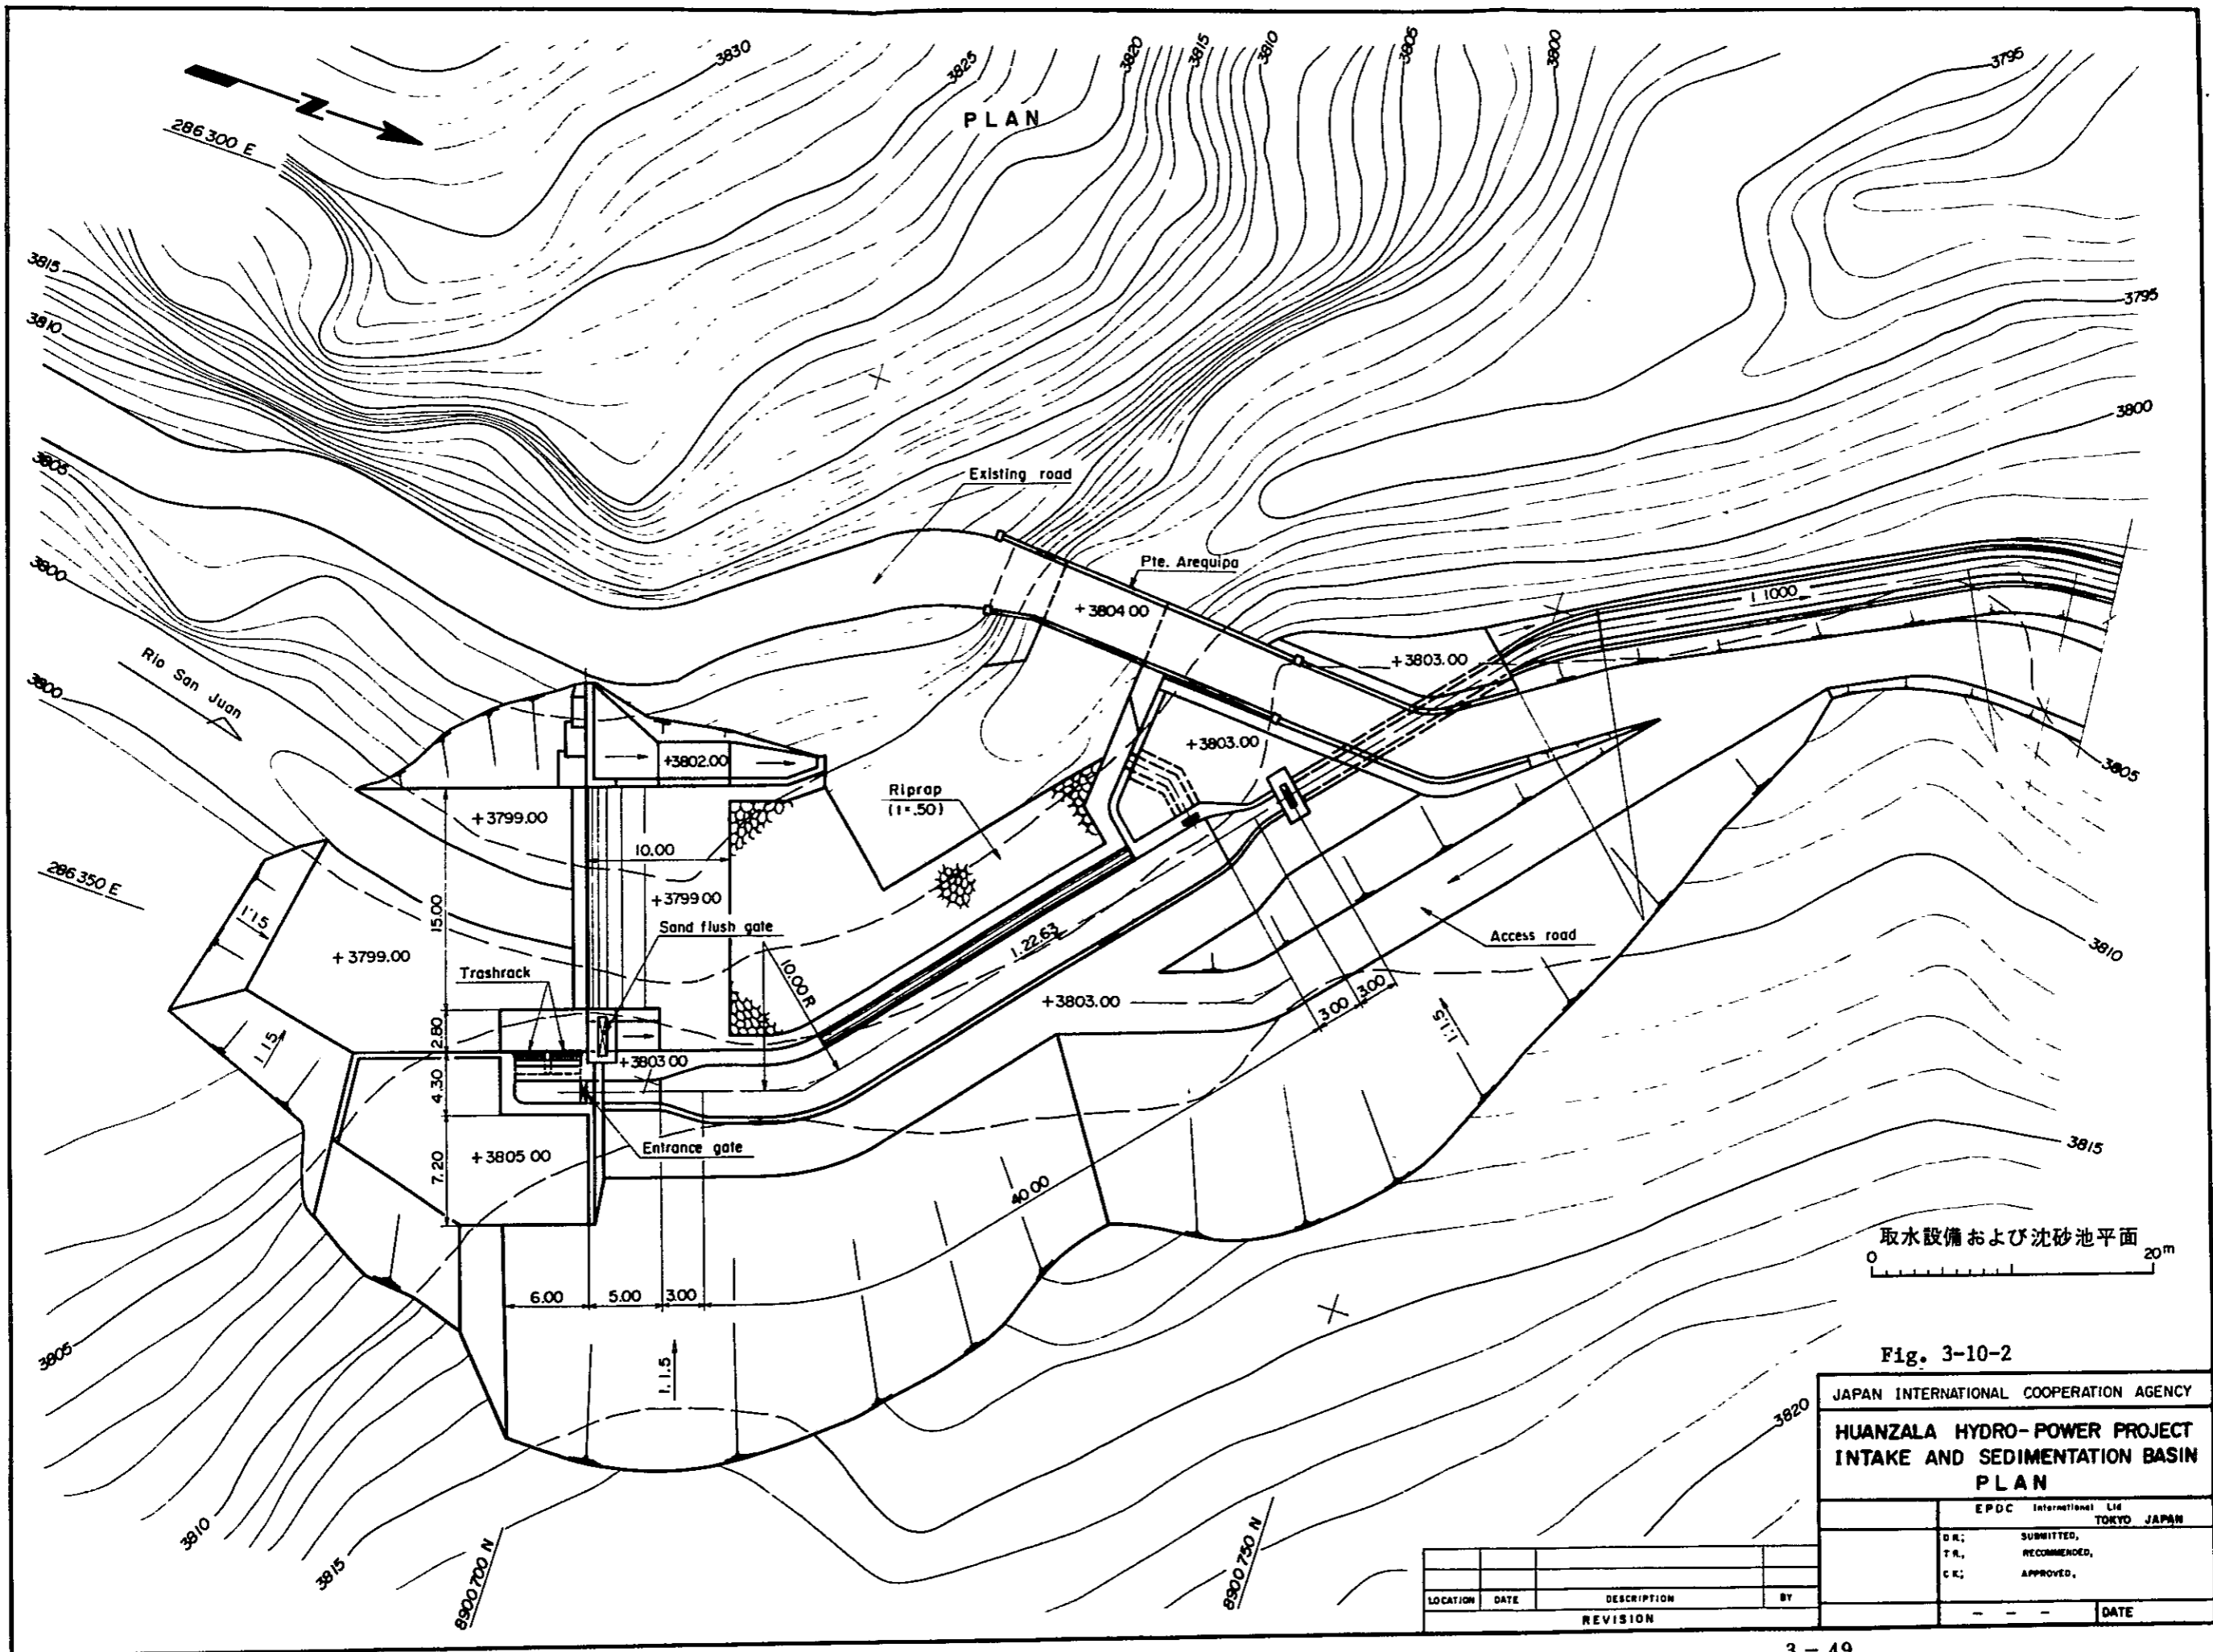 PLAN
N
286 300 E
3830
3825
3820
3815
3810
3805
3800
3795
3815
3810
3805
3800
3800
3795
3800
Existing road
Pte. Arequipa
+ 3804 00
+3803.00
1 1000
Rio San Juan
+3802.00
+3803.00
3805
Riprap
(t=.50)
+3799.00
10.00
286 350 E
1:1.5
15.00
+3799 00
Sand flush gate
+ 3799.00
Trashrack
10.00 R
1.22.63
Access road
3810
+3803.00
3.00
3.00
1:1.5
1 1.5
2.80
+3803 00
4.30
Entrance gate
+3805 00
7.20
3815
40 00
6.00
5.00
3.00
1. 1.5
取水設備および沈砂池平面
0
20m
3805
3810
3815
8900 700 N
8900 750 N
3820
Fig. 3-10-2
JAPAN INTERNATIONAL COOPERATION AGENCY
HUANZALA HYDRO-POWER PROJECT
INTAKE AND SEDIMENTATION BASIN
PLAN
EPDC International Ltd
TOKYO JAPAN
DR; SUBMITTED,
TR, RECOMMENDED,
CK; APPROVED,
— — — DATE
LOCATION DATE DESCRIPTION BY
REVISION
3 - 49